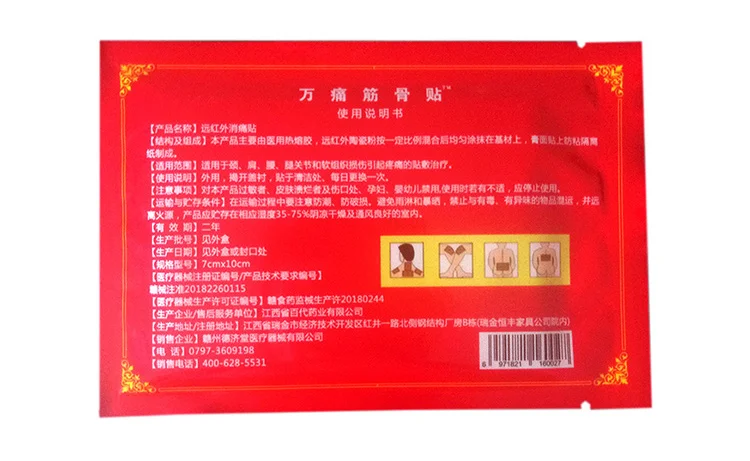 万痛筋骨贴™
使用说明书
【产品名称】远红外消痛贴
【结构及组成】本产品主要由医用热熔胶，远红外陶瓷粉按一定比例混合后均匀涂抹在基材上，膏面贴上防粘隔离
纸制成。
【适用范围】适用于颈、肩、腰、腿关节和软组织损伤引起疼痛的贴敷治疗。
【使用说明】外用，揭开盖衬，贴于清洁处、每日更换一次。
【注意事项】对本产品过敏者、皮肤溃烂者及伤口处、孕妇、婴幼儿禁用，使用时若有不适，应停止使用。
【运输与贮存条件】在运输过程中要注意防潮、防破损。避免雨淋和暴晒，禁止与有毒、有异味的物品混运，并远
离火源，产品应贮存在相应湿度35-75%阴凉干燥及通风良好的室内。
【有 效 期】二年
【生产批号】见外盒
【生产日期】见外盒或封口处
【规格型号】7cmx10cm
【医疗器械注册证编号/产品技术要求编号】
赣械注准20182260115
【医疗器械生产许可证编号】赣食药监械生产许20180244
【生产企业/售后服务单位】江西省百代药业有限公司
【生产地址/注册地址】江西省瑞金市经济技术开发区红井一路北侧钢结构厂房B栋(瑞金恒丰家具公司院内)
【销售企业】赣州德济堂医疗器械有限公司
【电 话】0797-3609198
【销售电话】400-628-5531
6 971821 160027